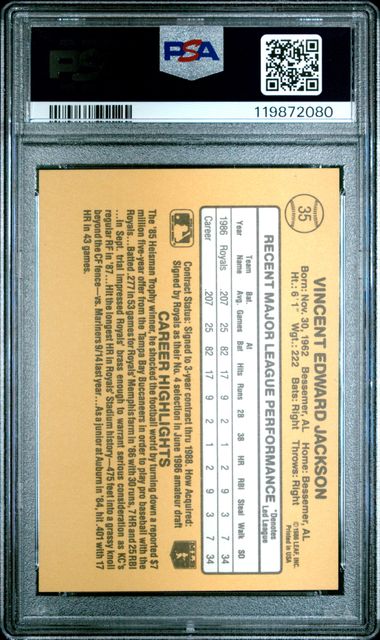 PSA
PSA
119872080
35
VINCENT EDWARD JACKSON
Born: Nov. 30, 1962 Bessemer, AL Home: Bessemer, AL
Ht.: 6'1" Wgt.: 222 Bats: Right Throws: Right
©1986 LEAF, INC.
Printed in USA
RECENT MAJOR LEAGUE PERFORMANCE
*Denotes
Led League
Team Bat. At
Year Name Avg. Games Bat Hits Runs 2B 3B HR RBI Steal Walk SO
1986 Royals .207 25 82 17 9 2 1 2 9 3 7 34
Career .207 25 82 17 9 2 1 2 9 3 7 34
Contract Status: Signed to 3-year contract thru 1988. How Acquired:
Signed by Royals as their No. 4 selection in June 1986 amateur draft
CAREER HIGHLIGHTS
The '85 Heisman Trophy winner, he shocked the football world by turning down a reported $7
million five-year offer from the Tampa Bay Buccaneers in order to play pro baseball with the
Royals...Batted .277 in 53 games for Royals' Memphis farm in '86 with 30 runs, 7 HR and 25 RBI
...in Sept. trial impressed Royals' brass enough to warrant serious consideration as KC's
regular RF in '87...Hit the longest HR in Royals' Stadium history—475 feet into a grassy knoll
beyond the CF fence—vs. Mariners 9/14 last year...As a junior at Auburn in '84, hit .401 with 17
HR in 43 games.